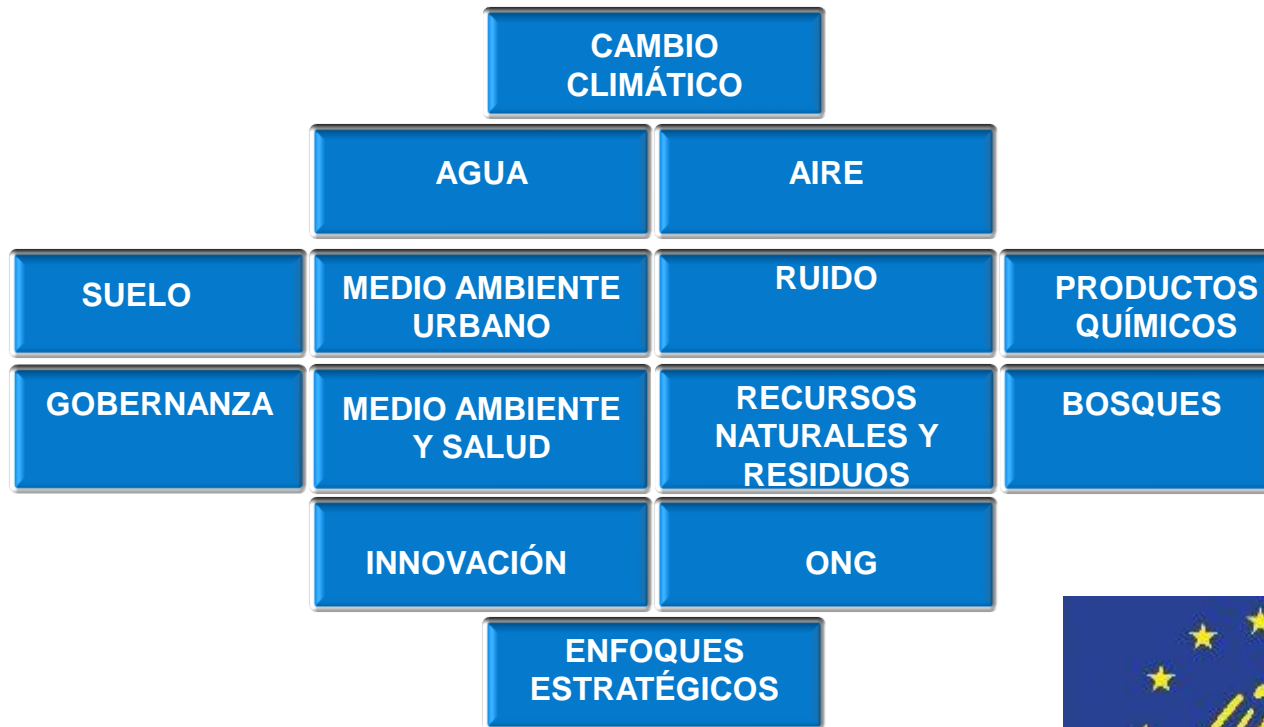 CAMBIO
CLIMÁTICO
AGUA
AIRE
SUELO
MEDIO AMBIENTE
URBANO
RUIDO
PRODUCTOS
QUÍMICOS
GOBERNANZA
MEDIO AMBIENTE
Y SALUD
RECURSOS
NATURALES Y
RESIDUOS
BOSQUES
INNOVACIÓN
ONG
ENFOQUES
ESTRATÉGICOS